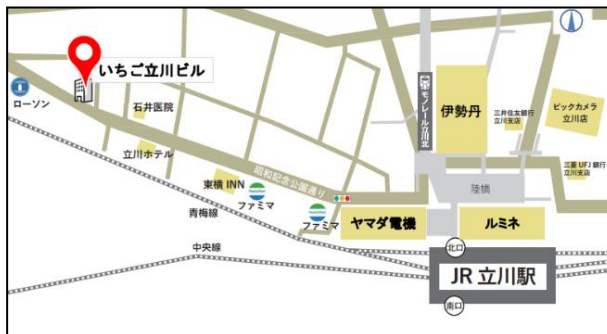 いちご立川ビル
ローソン
石井医院
立川ホテル
東横 INN
FamilyMart
ファミマ
昭和記念公園通り
FamilyMart
ファミマ
青梅線
中央線
モノレール立川北
伊勢丹
三井住友銀行
立川支店
ビックカメラ
立川店
三菱 UFJ 銀行
立川支店
陸橋
ヤマダ電機
ルミネ
北口
JR 立川駅
南口